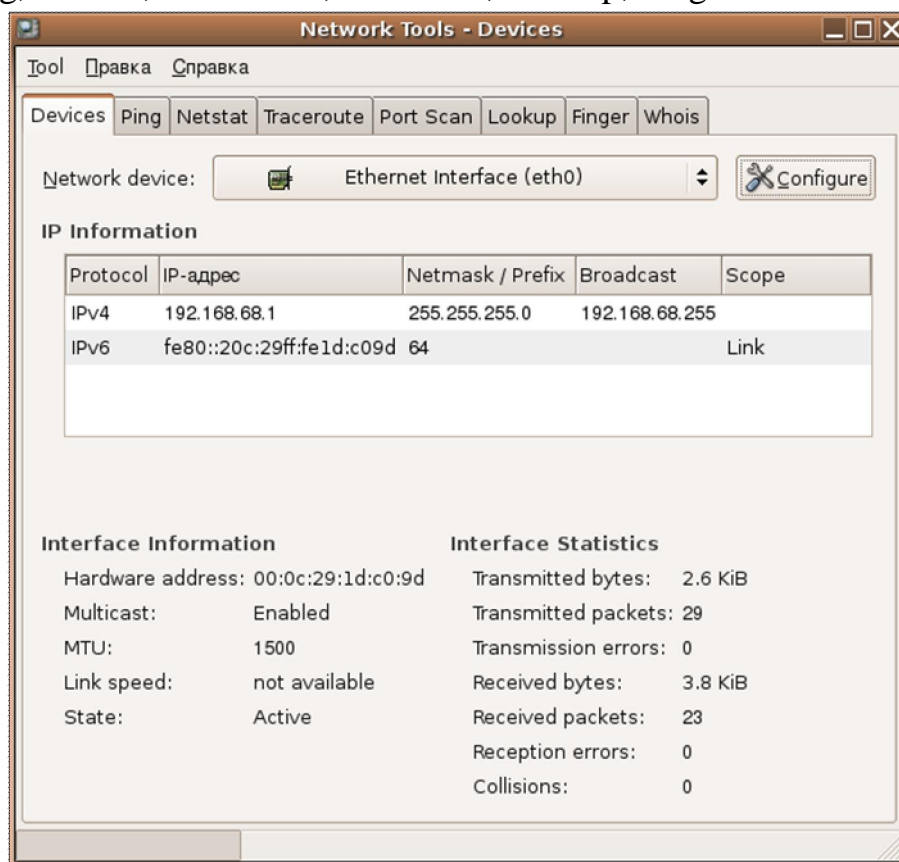 Network Tools - Devices
Tool Правка Справка
Devices Ping Netstat Traceroute Port Scan Lookup Finger Whois
Network device: Ethernet Interface (eth0) Configure
IP Information
Protocol IP-адрес Netmask / Prefix Broadcast Scope
IPv4 192.168.68.1 255.255.255.0 192.168.68.255
IPv6 fe80::20c:29ff:fe1d:c09d 64 Link
Interface Information
Hardware address: 00:0c:29:1d:c0:9d
Multicast: Enabled
MTU: 1500
Link speed: not available
State: Active
Interface Statistics
Transmitted bytes: 2.6 KiB
Transmitted packets: 29
Transmission errors: 0
Received bytes: 3.8 KiB
Received packets: 23
Reception errors: 0
Collisions: 0